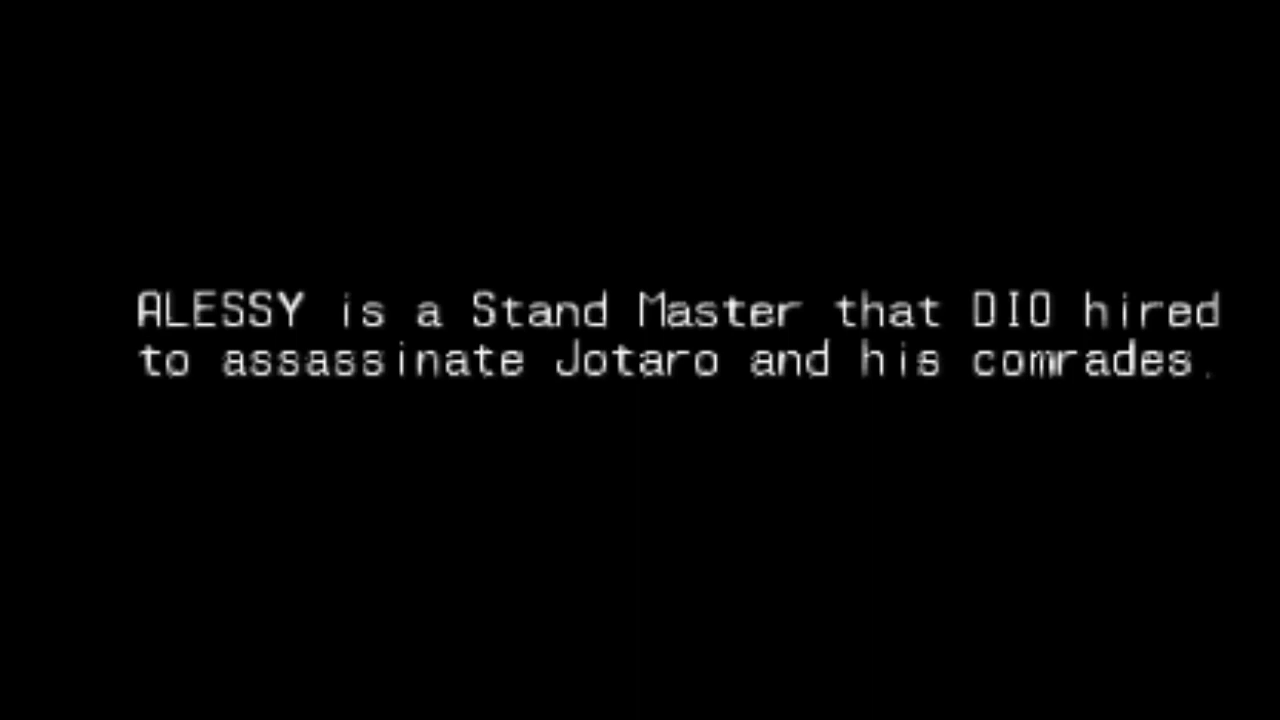 ALESSY is a Stand Master that DIO hired
to assassinate Jotaro and his comrades.